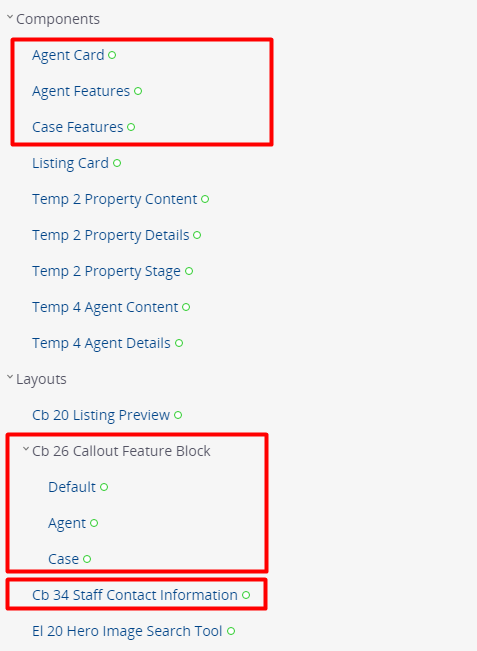 Components
Agent Card
Agent Features
Case Features
Listing Card
Temp 2 Property Content
Temp 2 Property Details
Temp 2 Property Stage
Temp 4 Agent Content
Temp 4 Agent Details
Layouts
Cb 20 Listing Preview
Cb 26 Callout Feature Block
Default
Agent
Case
Cb 34 Staff Contact Information
El 20 Hero Image Search Tool